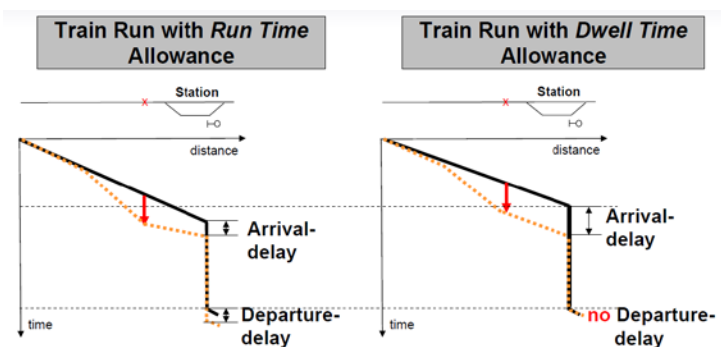 Train Run with Run Time
Allowance
Station
distance
Arrival-
delay
Departure-
delay
time
Train Run with Dwell Time
Allowance
Station
distance
Arrival-
delay
no Departure-
delay
time